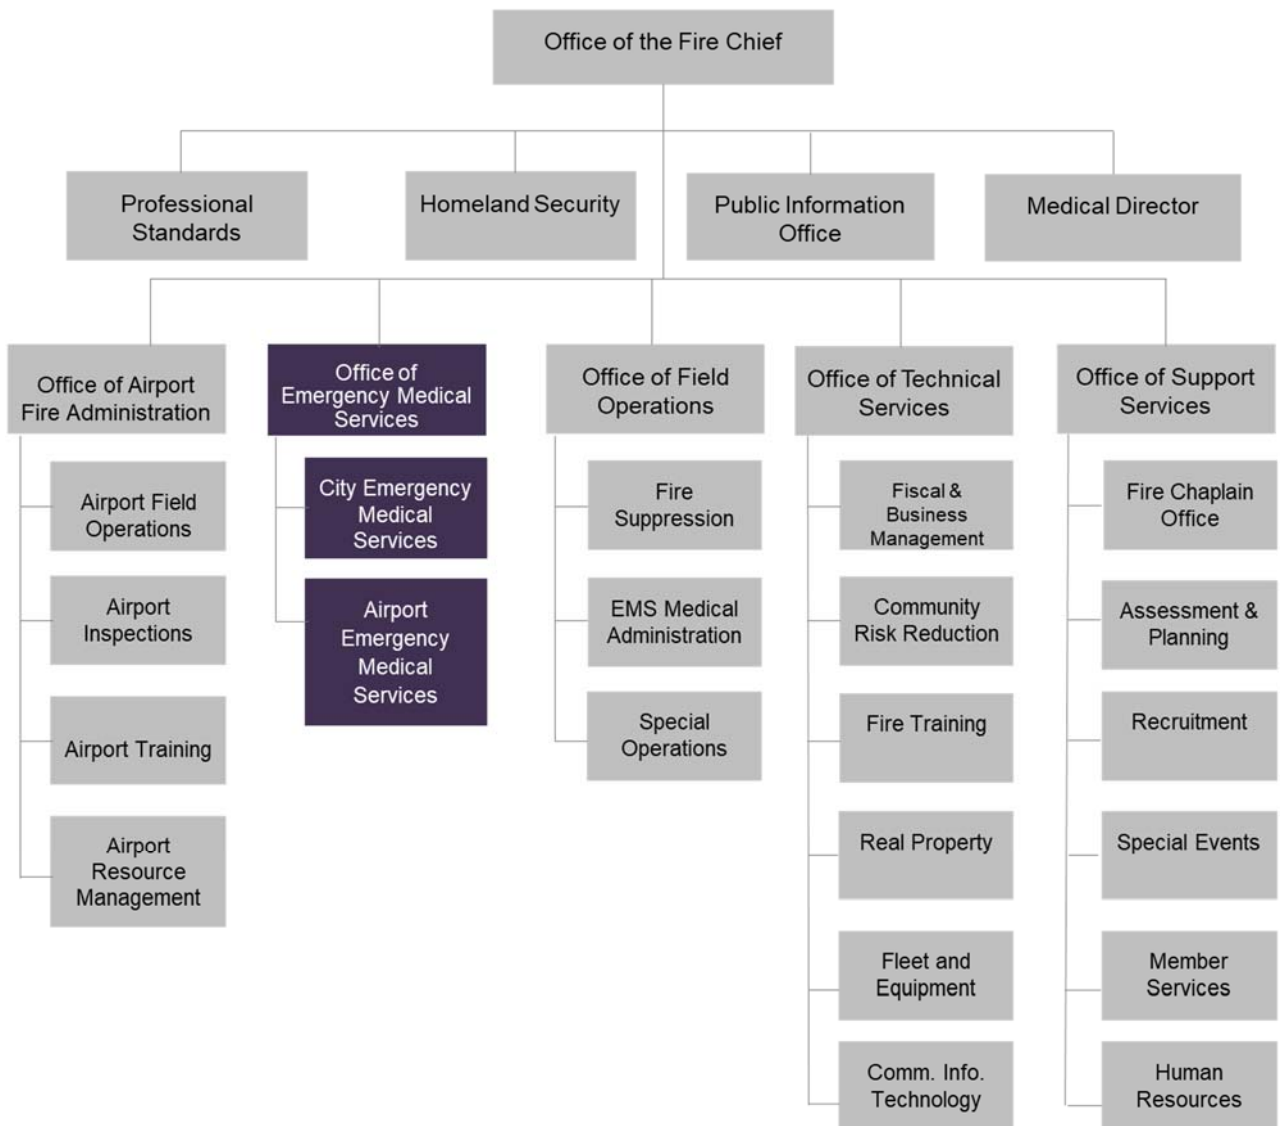 Office of the Fire Chief
Professional
Standards
Homeland Security
Public Information
Office
Medical Director
Office of Airport
Fire Administration
Airport Field
Operations
Airport
Inspections
Airport Training
Airport
Resource
Management
Office of
Emergency Medical
Services
City Emergency
Medical
Services
Airport
Emergency
Medical
Services
Office of Field
Operations
Fire
Suppression
EMS Medical
Administration
Special
Operations
Office of Technical
Services
Fiscal &
Business
Management
Community
Risk Reduction
Fire Training
Real Property
Fleet and
Equipment
Comm. Info.
Technology
Office of Support
Services
Fire Chaplain
Office
Assessment &
Planning
Recruitment
Special Events
Member
Services
Human
Resources